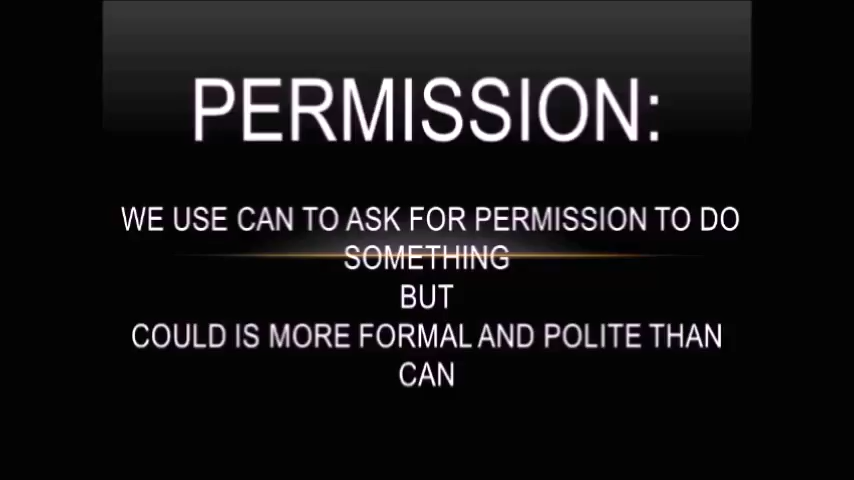 PERMISSION:
WE USE CAN TO ASK FOR PERMISSION TO DO
SOMETHING
BUT
COULD IS MORE FORMAL AND POLITE THAN
CAN